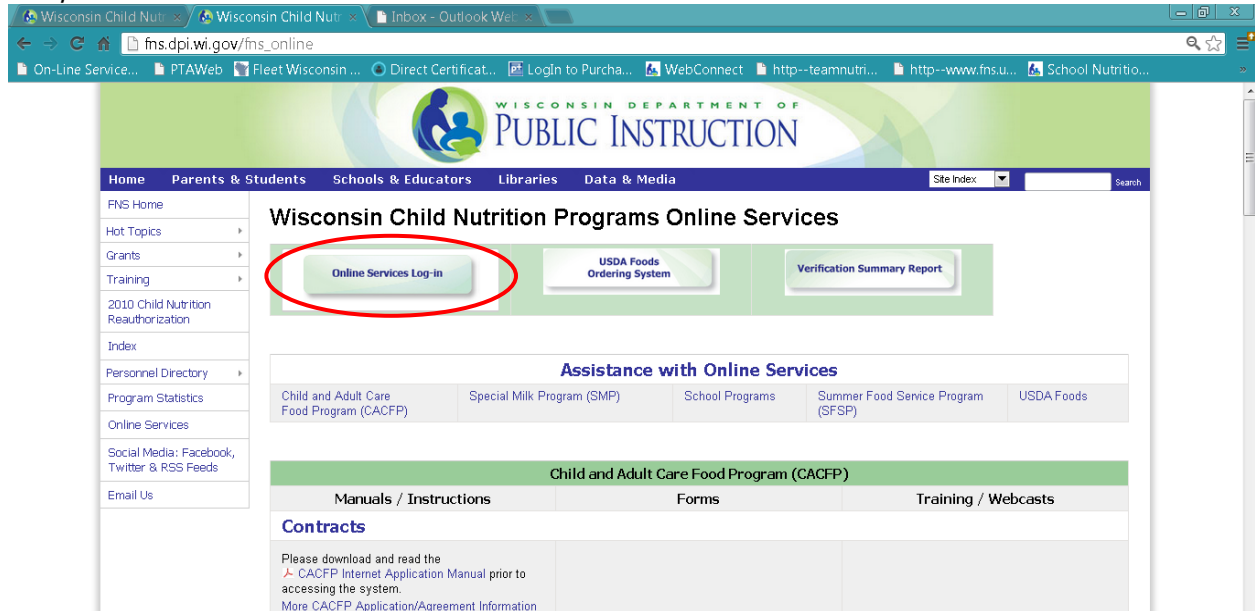 Wisconsin Child Nutr
Wisconsin Child Nutr
Inbox - Outlook Web
fns.dpi.wi.gov/fns_online
On-Line Service... PTAWeb Fleet Wisconsin ... Direct Certificat... LogIn to Purcha... WebConnect http--teamnutri... http--www.fns.u... School Nutritio...
WISCONSIN DEPARTMENT OF
PUBLIC INSTRUCTION
Home Parents & Students Schools & Educators Libraries Data & Media Site Index Search
FNS Home
Hot Topics
Grants
Training
2010 Child Nutrition
Reauthorization
Index
Personnel Directory
Program Statistics
Online Services
Social Media: Facebook,
Twitter & RSS Feeds
Email Us
Wisconsin Child Nutrition Programs Online Services
Online Services Log-in
USDA Foods
Ordering System
Verification Summary Report
Assistance with Online Services
Child and Adult Care
Food Program (CACFP)
Special Milk Program (SMP)
School Programs
Summer Food Service Program
(SFSP)
USDA Foods
Child and Adult Care Food Program (CACFP)
Manuals / Instructions Forms Training / Webcasts
Contracts
Please download and read the
CACFP Internet Application Manual prior to
accessing the system.
More CACFP Application/Agreement Information